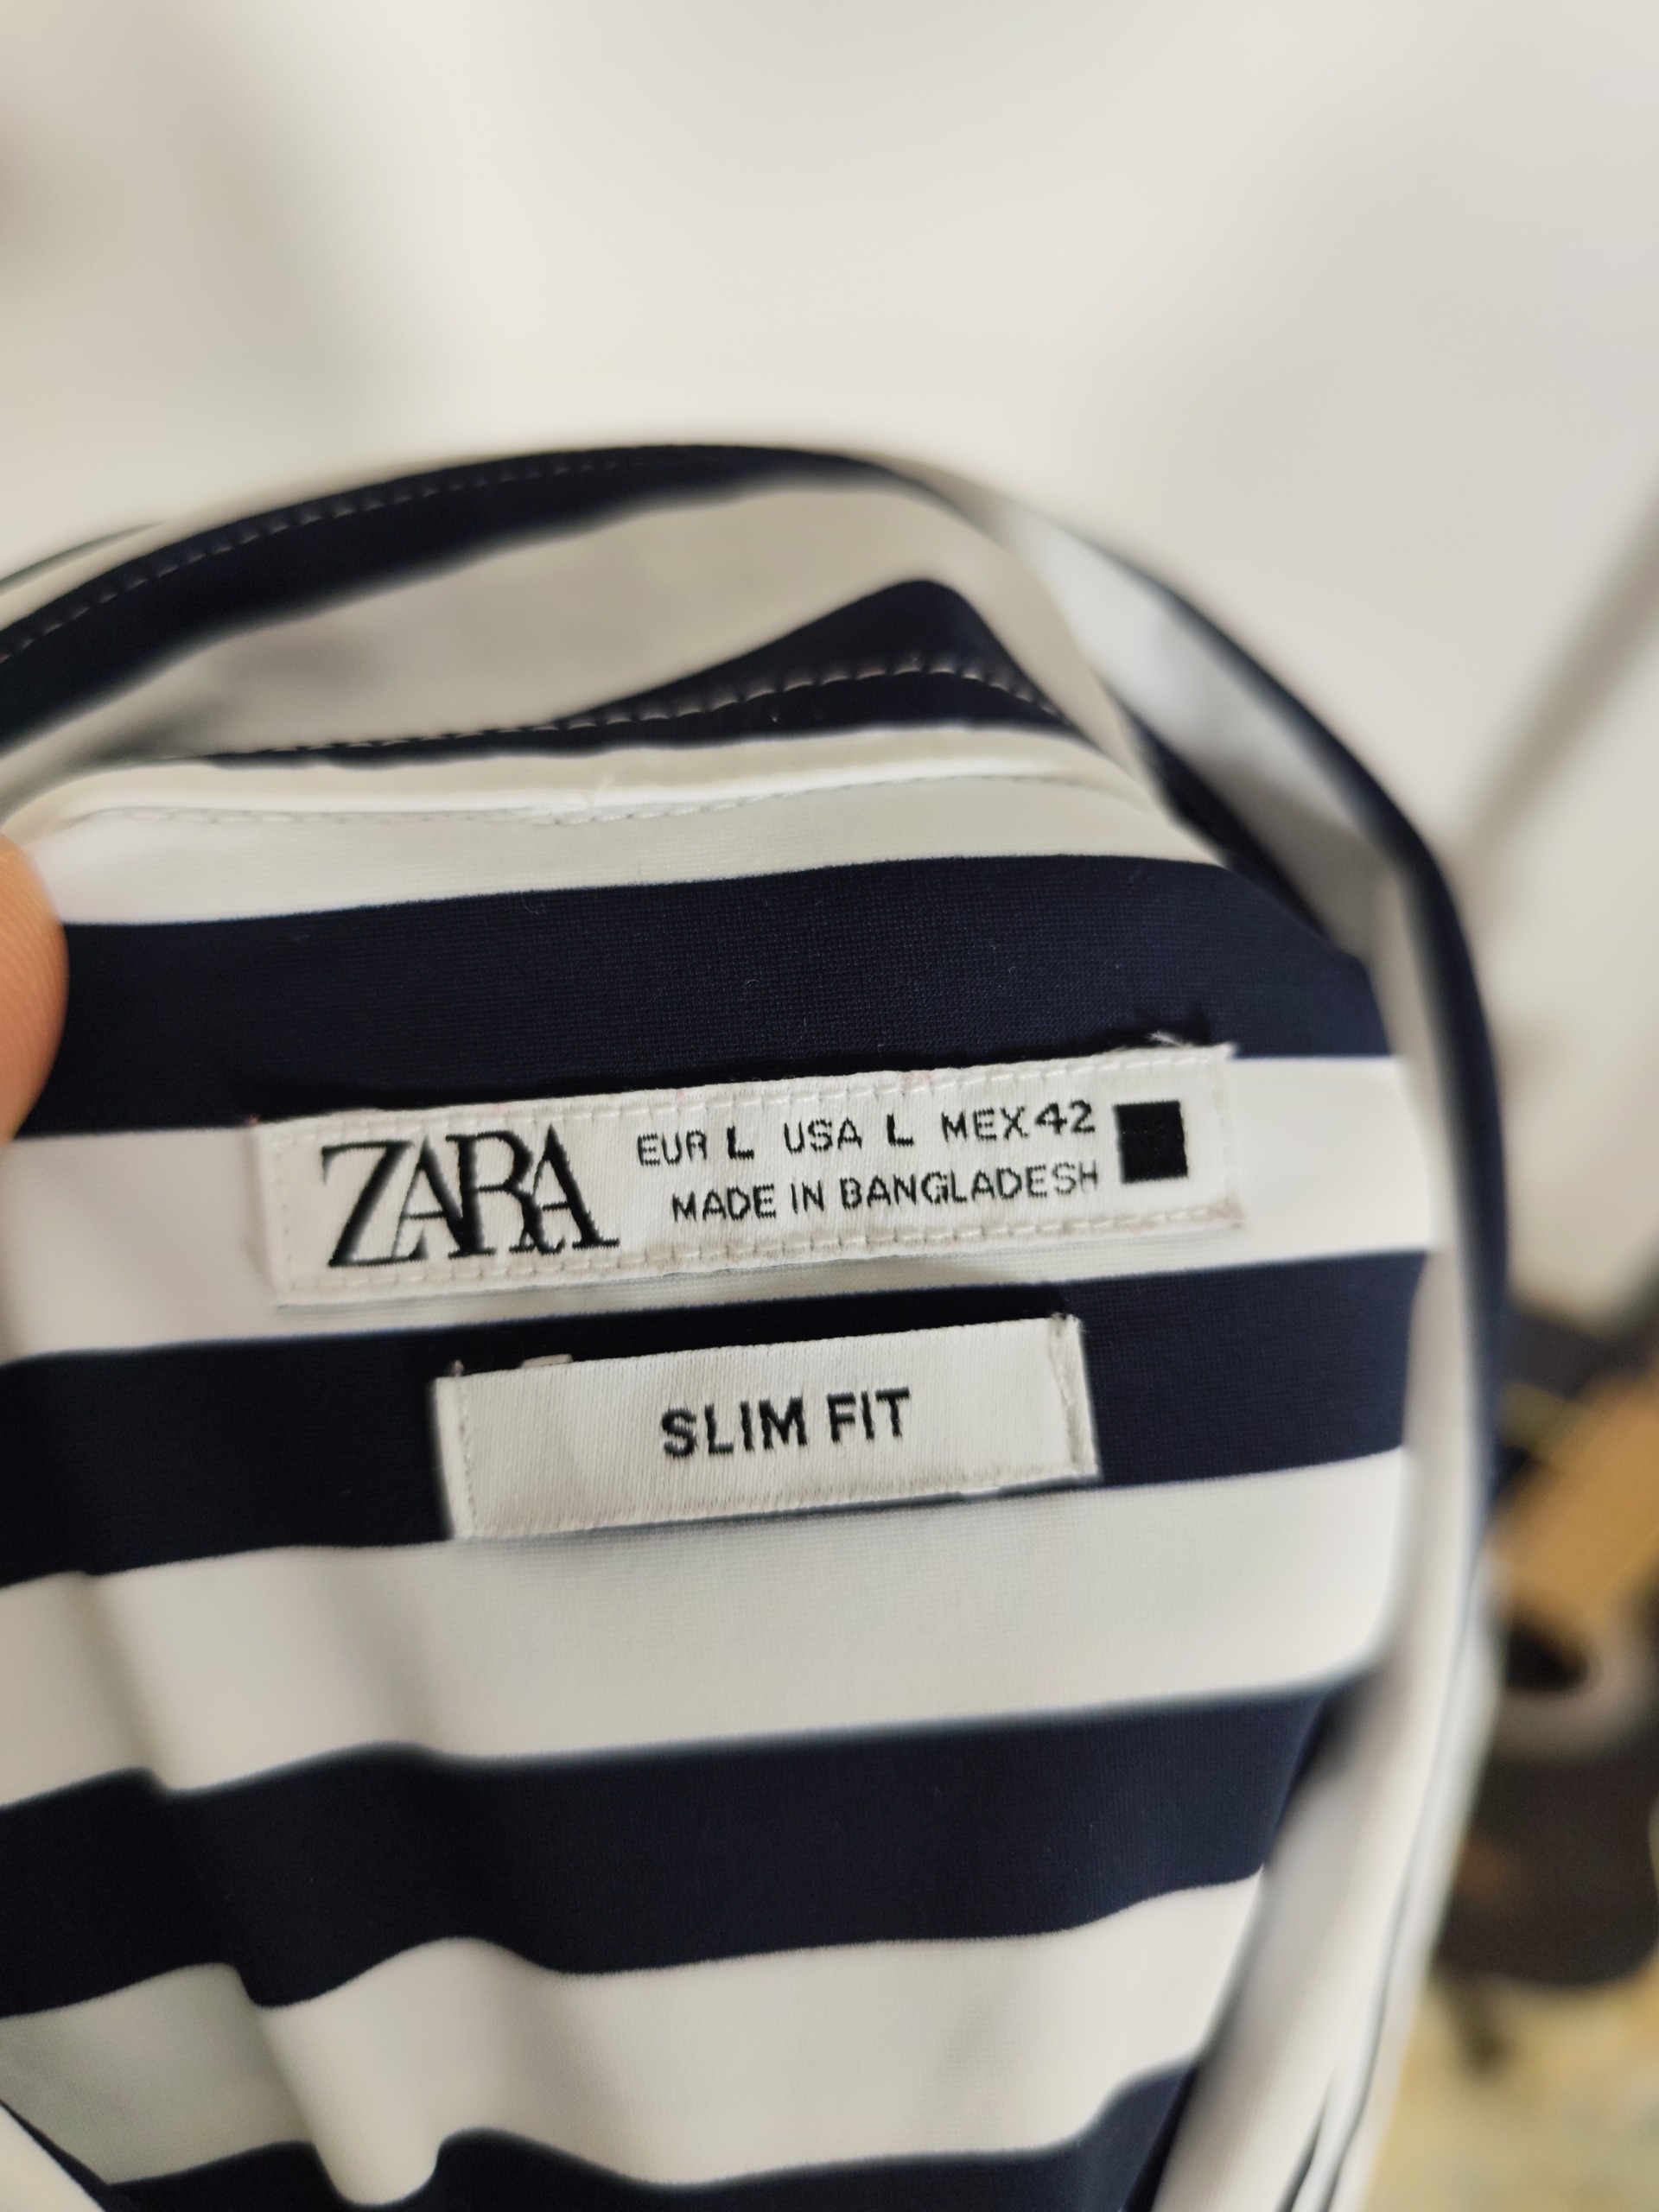 ZARA
EUR L USA L MEX 42
MADE IN BANGLADESH
SLIM FIT